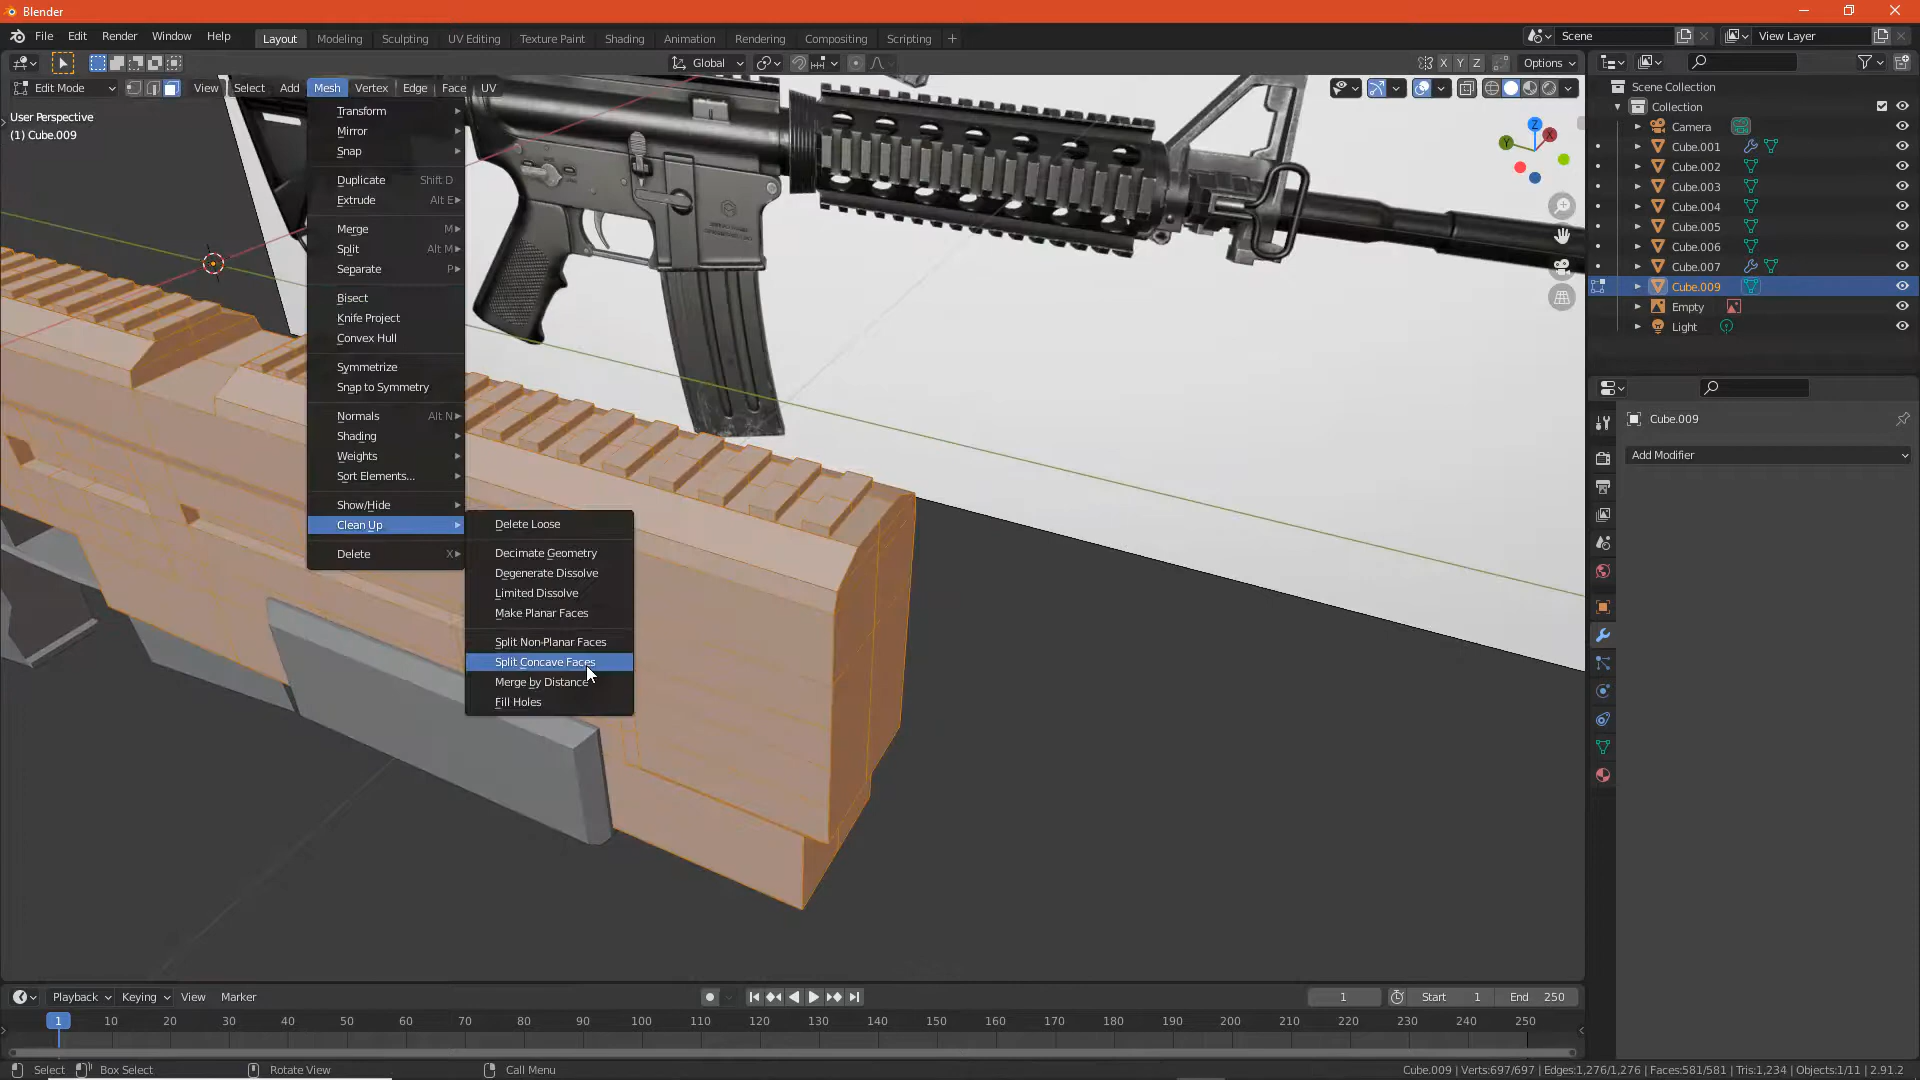 Blender
File Edit Render Window Help
Layout Modeling Sculpting UV Editing Texture Paint Shading Animation Rendering Compositing Scripting
Scene
View Layer
Global
X Y Z
Options
Edit Mode
View Select Add Mesh Vertex Edge Face UV
User Perspective
(1) Cube.009
Transform
Mirror
Snap
Duplicate Shift D
Extrude Alt E
Merge M
Split Alt M
Separate P
Bisect
Knife Project
Convex Hull
Symmetrize
Snap to Symmetry
Normals Alt N
Shading
Weights
Sort Elements...
Show/Hide
Clean Up
Delete X
Delete Loose
Decimate Geometry
Degenerate Dissolve
Limited Dissolve
Make Planar Faces
Split Non-Planar Faces
Split Concave Faces
Merge by Distance
Fill Holes
Z
X
Y
Scene Collection
Collection
Camera
Cube.001
Cube.002
Cube.003
Cube.004
Cube.005
Cube.006
Cube.007
Cube.009
Empty
Light
Cube.009
Add Modifier
Playback Keying View Marker
1
Start 1
End 250
1 10 20 30 40 50 60 70 80 90 100 110 120 130 140 150 160 170 180 190 200 210 220 230 240 250
Select
Box Select
Rotate View
Call Menu
Cube.009 | Verts:697/697 | Edges:1,276/1,276 | Faces:581/581 | Tris:1,234 | Objects:1/11 | 2.91.2